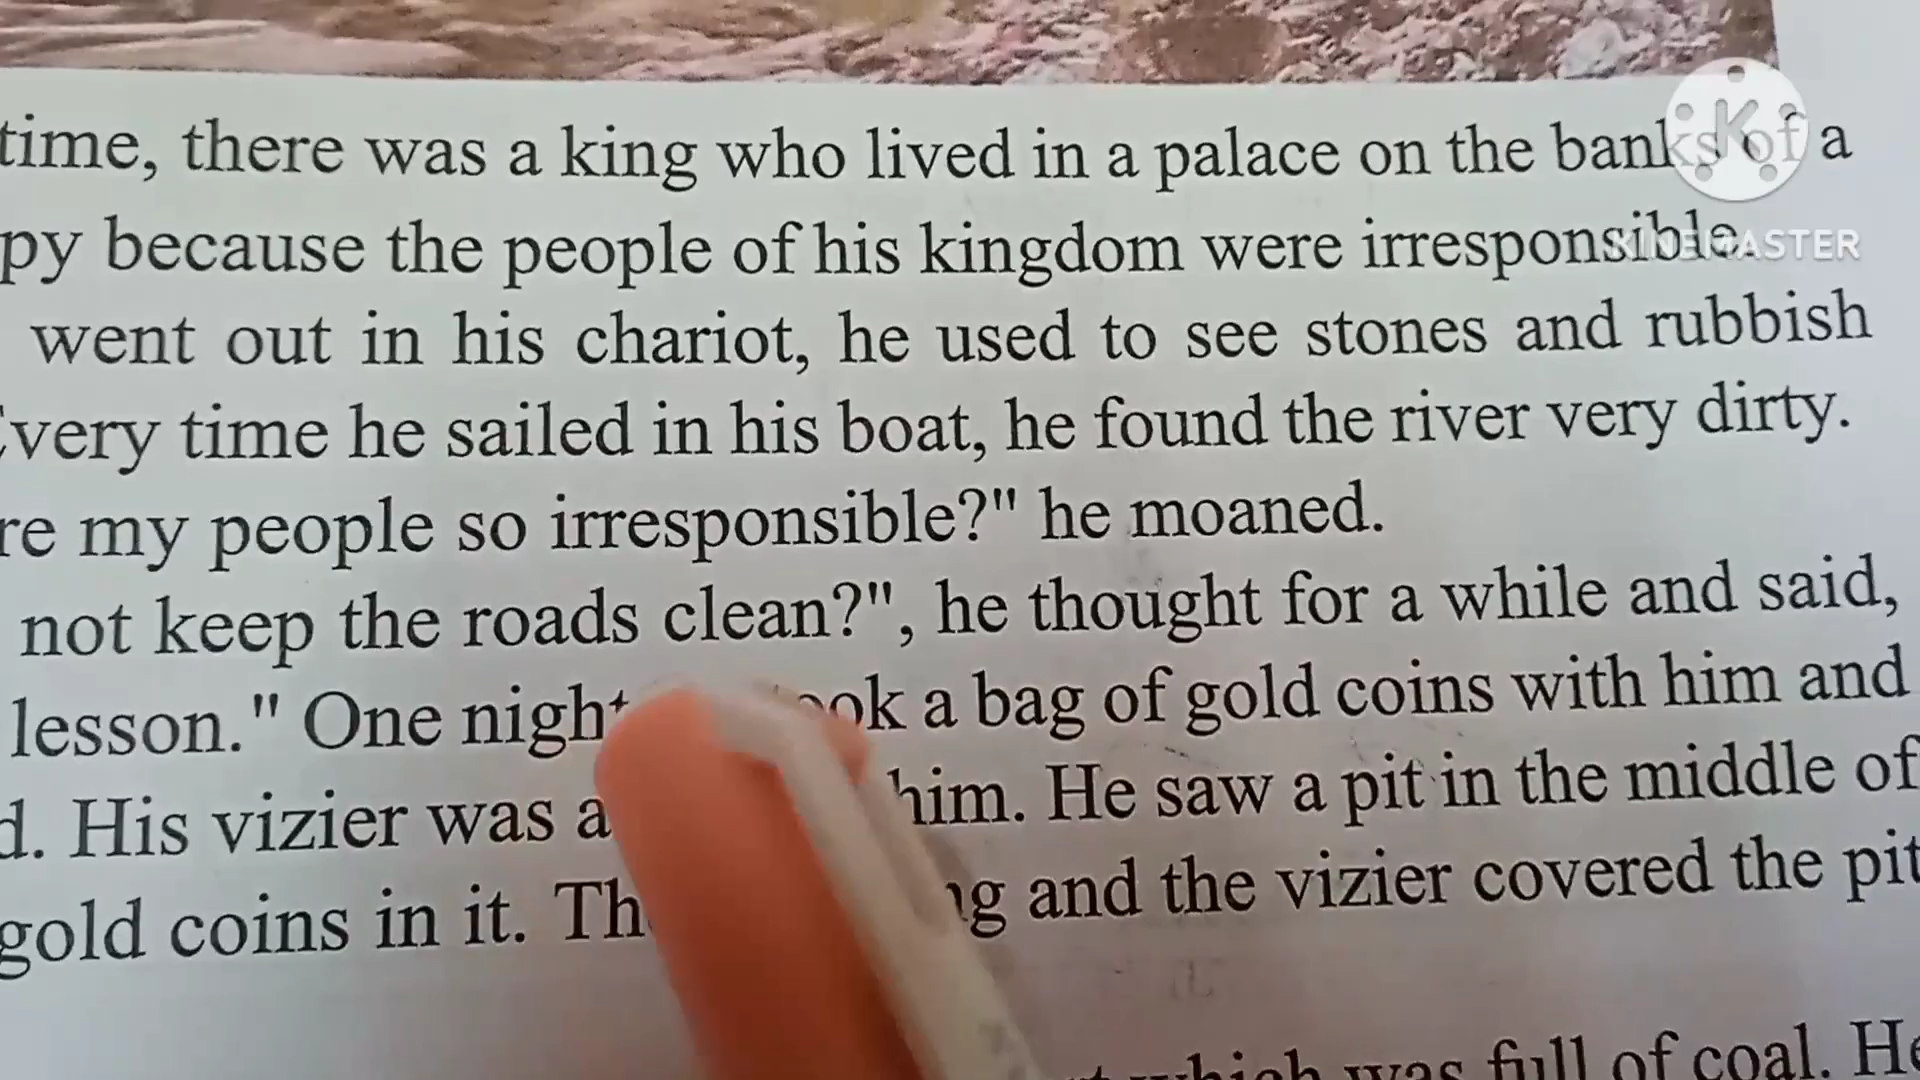 time, there was a king who lived in a palace on the banks of a
because the people of his kingdom were irresponsible.
went out in his chariot, he used to see stones and rubbish
time he sailed in his boat, he found the river very dirty.
my people so irresponsible?" he moaned.
not keep the roads clean?", he thought for a while and said,
lesson." One night a bag of gold coins with him and
His vizier was him. He saw a pit in the middle of
gold coins in it. and the vizier covered the pit
which was full of coal. He
KINEMASTER